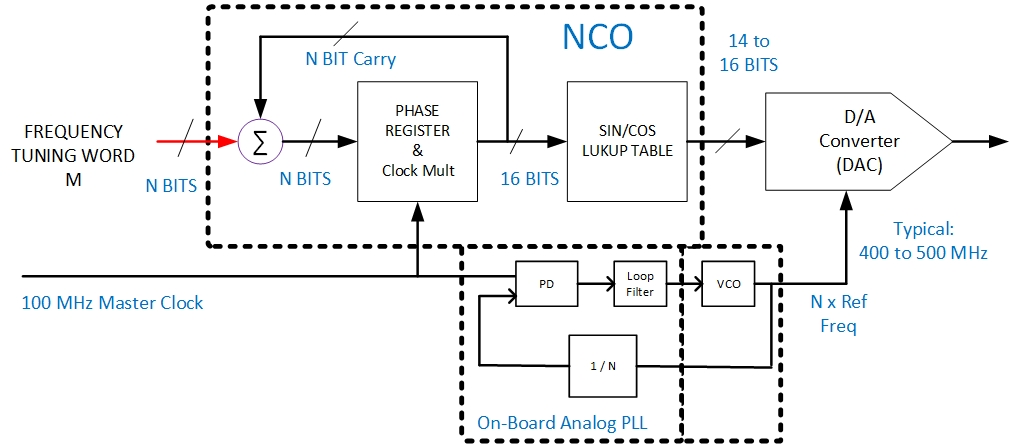 NCO
14 to
16 BITS
N BIT Carry
FREQUENCY
TUNING WORD
M
N BITS
Σ
N BITS
PHASE
REGISTER
&
Clock Mult
16 BITS
SIN/COS
LUKUP TABLE
D/A
Converter
(DAC)
Typical:
400 to 500 MHz
100 MHz Master Clock
PD
Loop
Filter
VCO
N x Ref
Freq
1 / N
On-Board Analog PLL